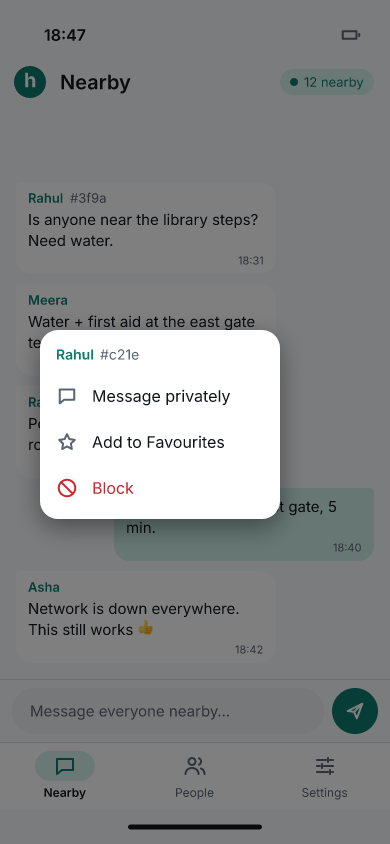 18:47
h
Nearby
12 nearby
Rahul #3f9a
Is anyone near the library steps?
Need water.
18:31
Meera
Water + first aid at the east gate
Rahul #c21e
Message privately
Add to Favourites
Block
t gate, 5
min.
18:40
Asha
Network is down everywhere.
This still works 👍
18:42
Message everyone nearby...
Nearby
People
Settings